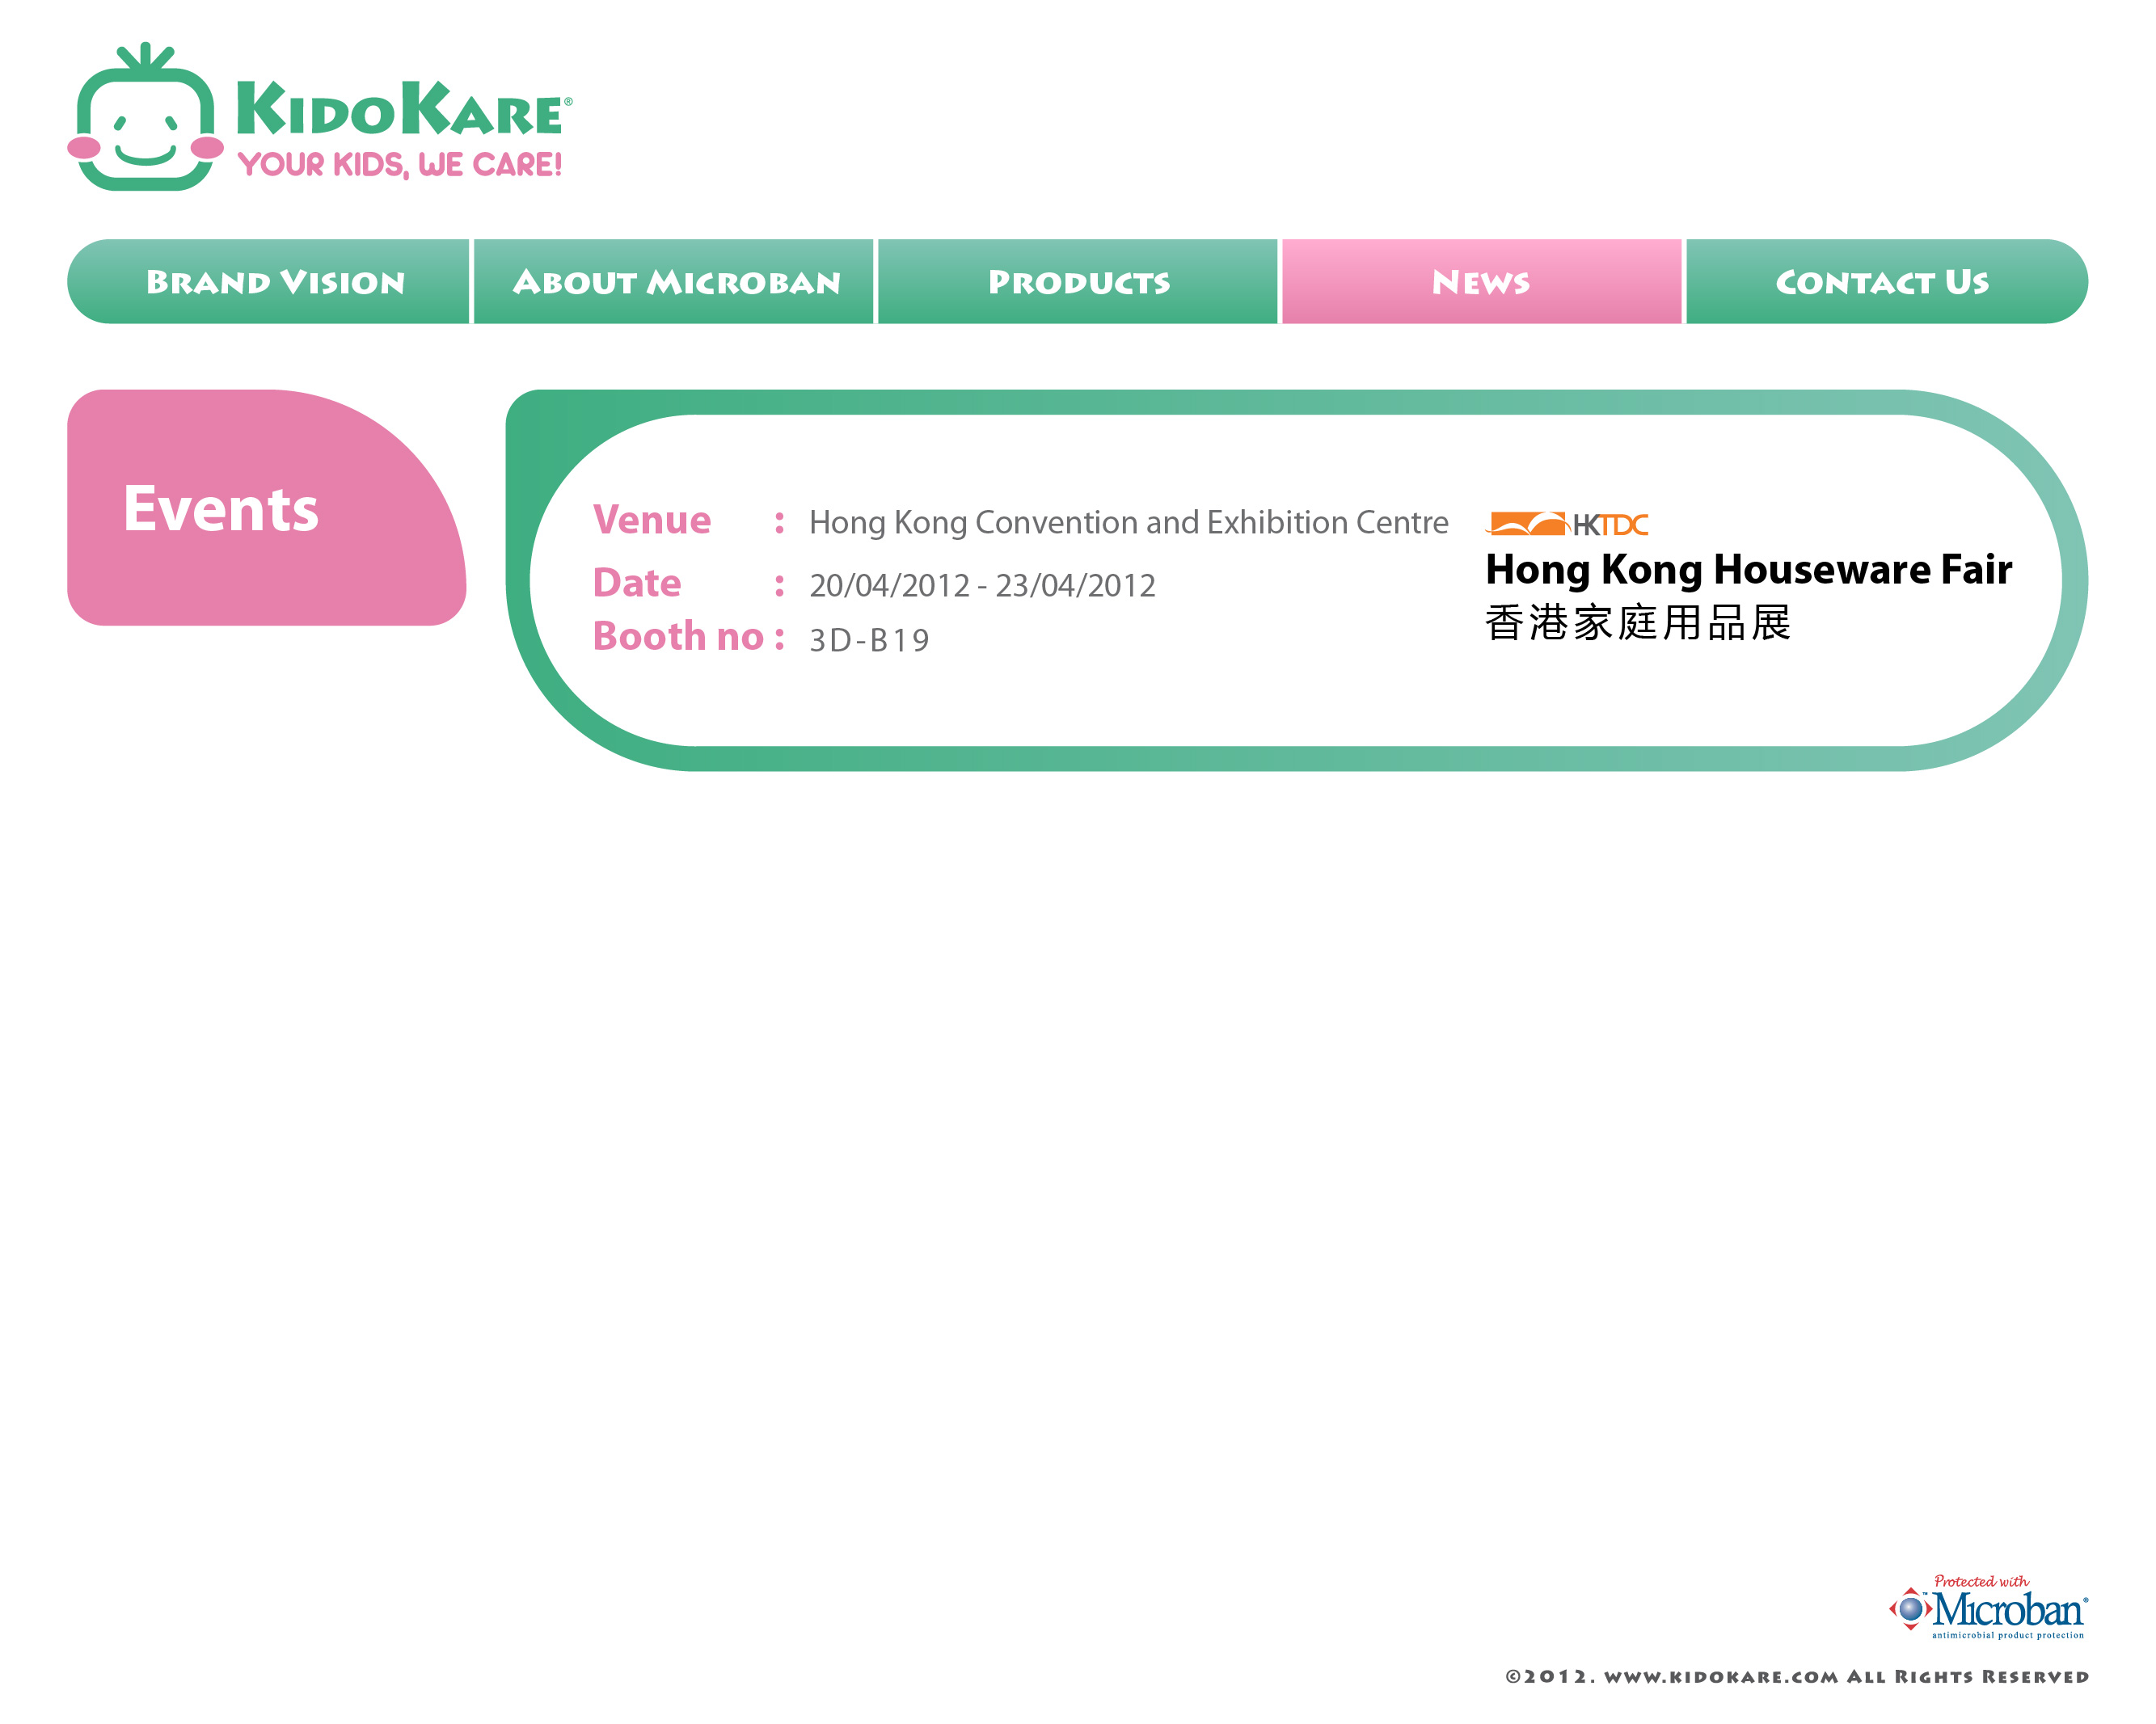 KIDOKARE®
YOUR KIDS, WE CARE!
BRAND VISION
ABOUT MICROBAN
PRODUCTS
NEWS
CONTACT US
Events
Venue : Hong Kong Convention and Exhibition Centre
Date : 20/04/2012 - 23/04/2012
Booth no : 3D-B19
HKTDC
Hong Kong Houseware Fair
香港家庭用品展
Protected with
™Microban®
antimicrobial product protection
©2012. WWW.KIDOKARE.COM ALL RIGHTS RESERVED